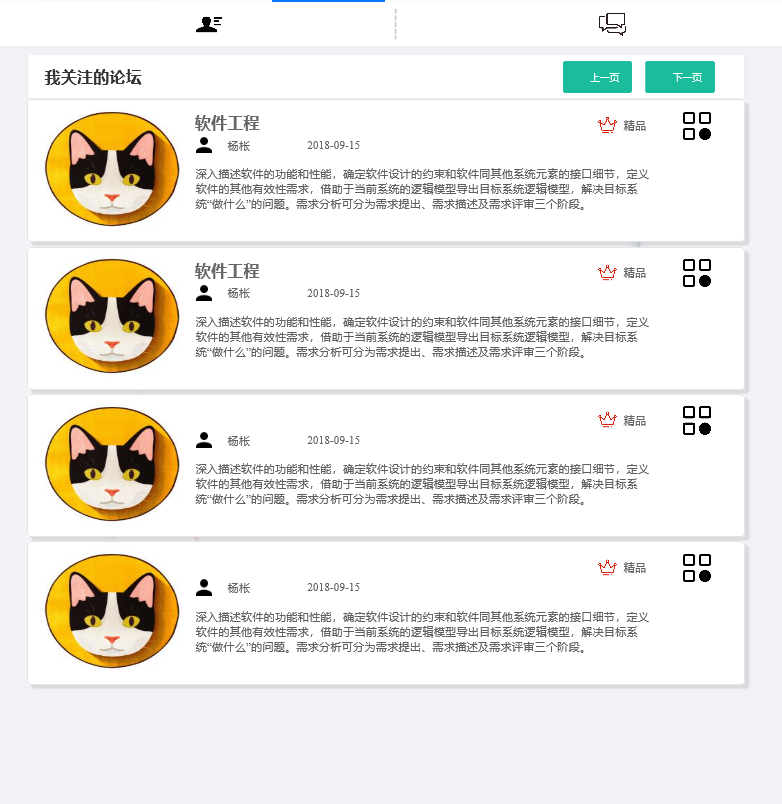 我关注的论坛
上一页
下一页
软件工程
精品
杨枨
2018-09-15
深入描述软件的功能和性能，确定软件设计的约束和软件同其他系统元素的接口细节，定义
软件的其他有效性需求，借助于当前系统的逻辑模型导出目标系统逻辑模型，解决目标系
统“做什么”的问题。需求分析可分为需求提出、需求描述及需求评审三个阶段。
软件工程
精品
杨枨
2018-09-15
深入描述软件的功能和性能，确定软件设计的约束和软件同其他系统元素的接口细节，定义
软件的其他有效性需求，借助于当前系统的逻辑模型导出目标系统逻辑模型，解决目标系
统“做什么”的问题。需求分析可分为需求提出、需求描述及需求评审三个阶段。
精品
杨枨
2018-09-15
深入描述软件的功能和性能，确定软件设计的约束和软件同其他系统元素的接口细节，定义
软件的其他有效性需求，借助于当前系统的逻辑模型导出目标系统逻辑模型，解决目标系
统“做什么”的问题。需求分析可分为需求提出、需求描述及需求评审三个阶段。
精品
杨枨
2018-09-15
深入描述软件的功能和性能，确定软件设计的约束和软件同其他系统元素的接口细节，定义
软件的其他有效性需求，借助于当前系统的逻辑模型导出目标系统逻辑模型，解决目标系
统“做什么”的问题。需求分析可分为需求提出、需求描述及需求评审三个阶段。